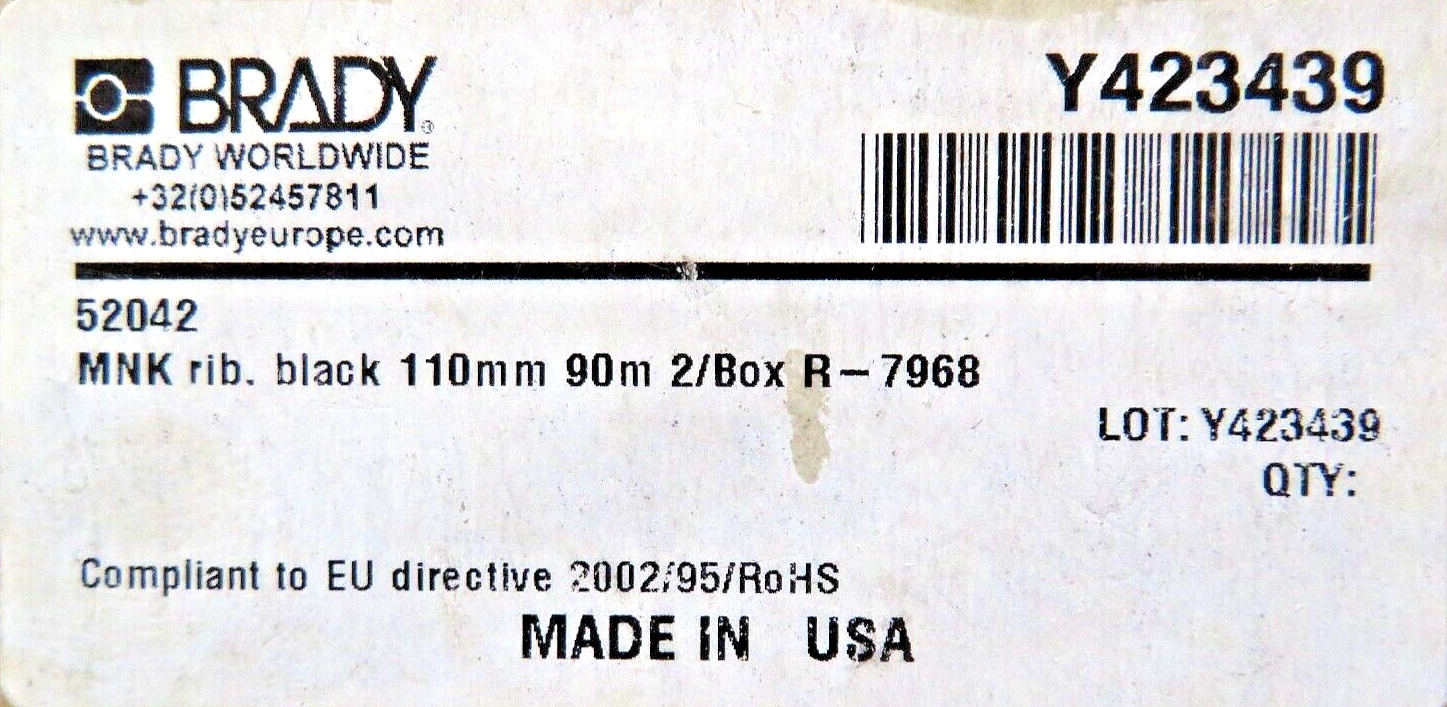 BRADY®
BRADY WORLDWIDE
+32(0)52457811
www.bradyeurope.com
Y423439
52042
MNK rib. black 110mm 90m 2/Box R-7968
LOT: Y423439
QTY:
Compliant to EU directive 2002/95/RoHS
MADE IN USA